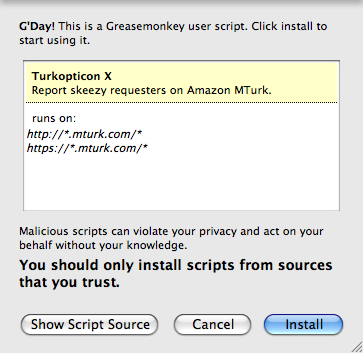 G'Day! This is a Greasemonkey user script. Click install to
start using it.
Turkopticon X
Report skeezy requesters on Amazon MTurk.
runs on:
http://*.mturk.com/*
https://*.mturk.com/*
Malicious scripts can violate your privacy and act on your
behalf without your knowledge.
You should only install scripts from sources
that you trust.
Show Script Source
Cancel
Install